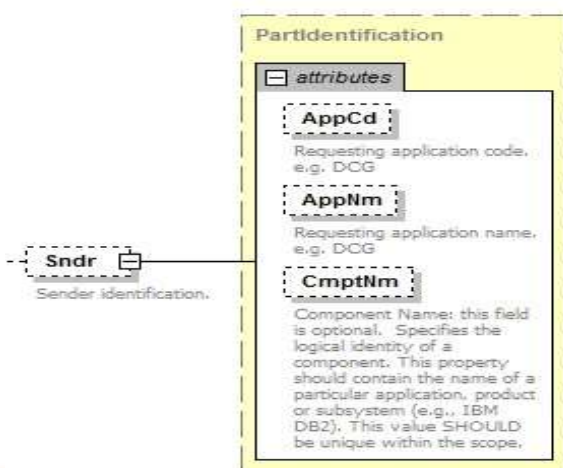 PartIdentification
attributes
AppCd
Requesting application code.
e.g. DCG
AppNm
Requesting application name.
e.g. DCG
Sndr
Sender identification.
CmptNm
Component Name: this field
is optional. Specifies the
logical identity of a
component. This property
should contain the name of a
particular application, product
or subsystem (e.g., IBM
DB2). This value SHOULD
be unique within the scope.